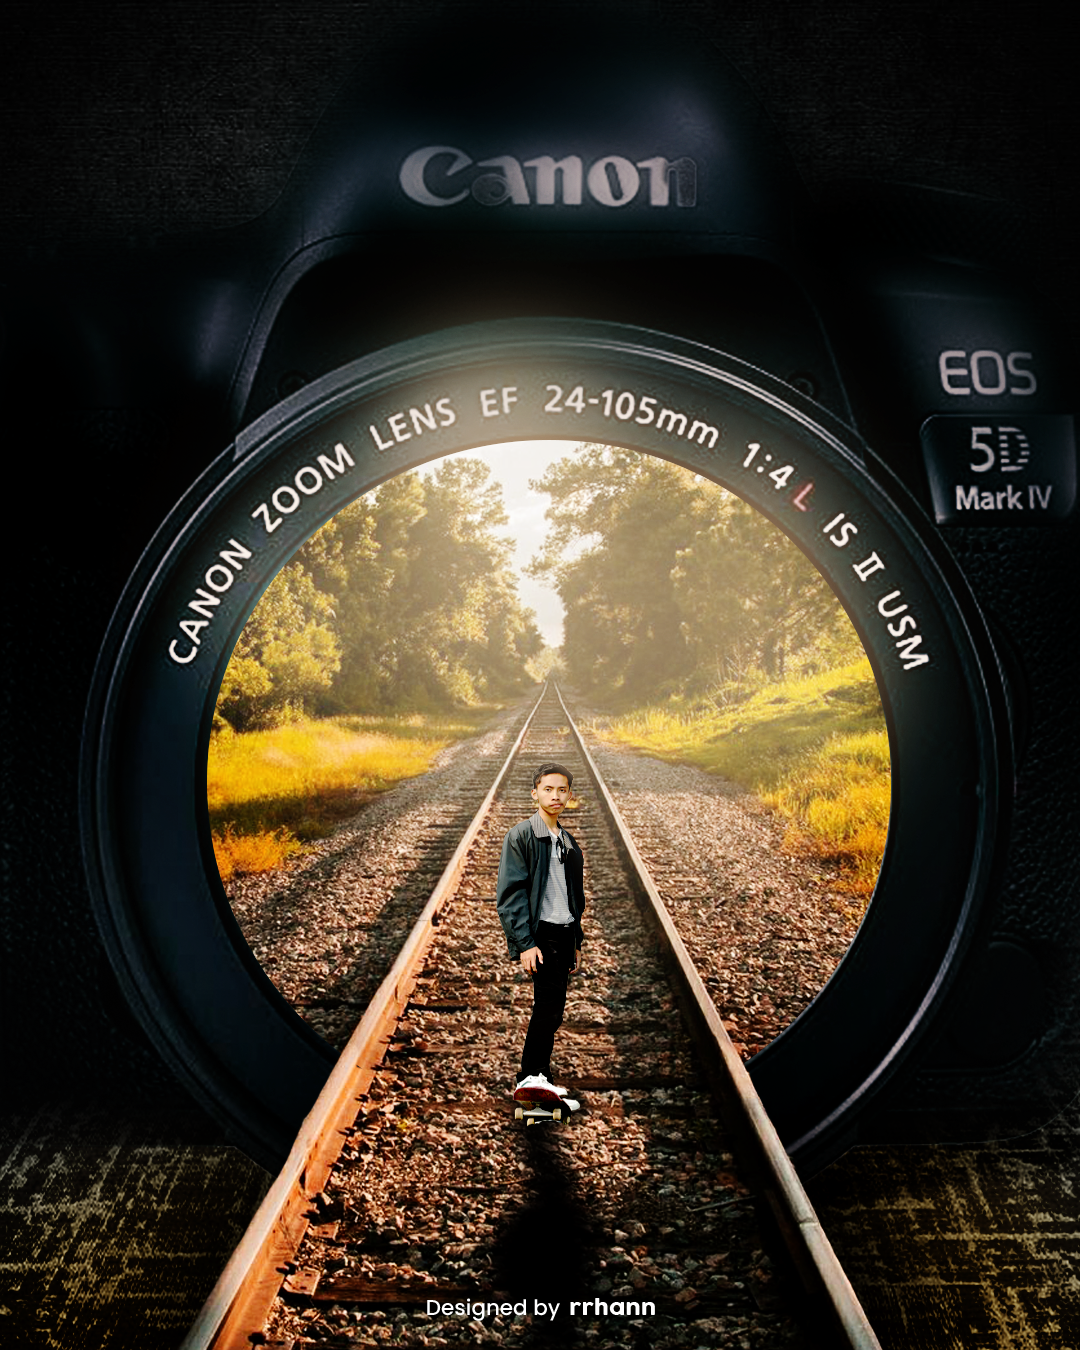 Canon
EOS
5D
Mark IV
CANON ZOOM LENS EF 24-105mm 1:4 L IS II USM
Designed by rrhann